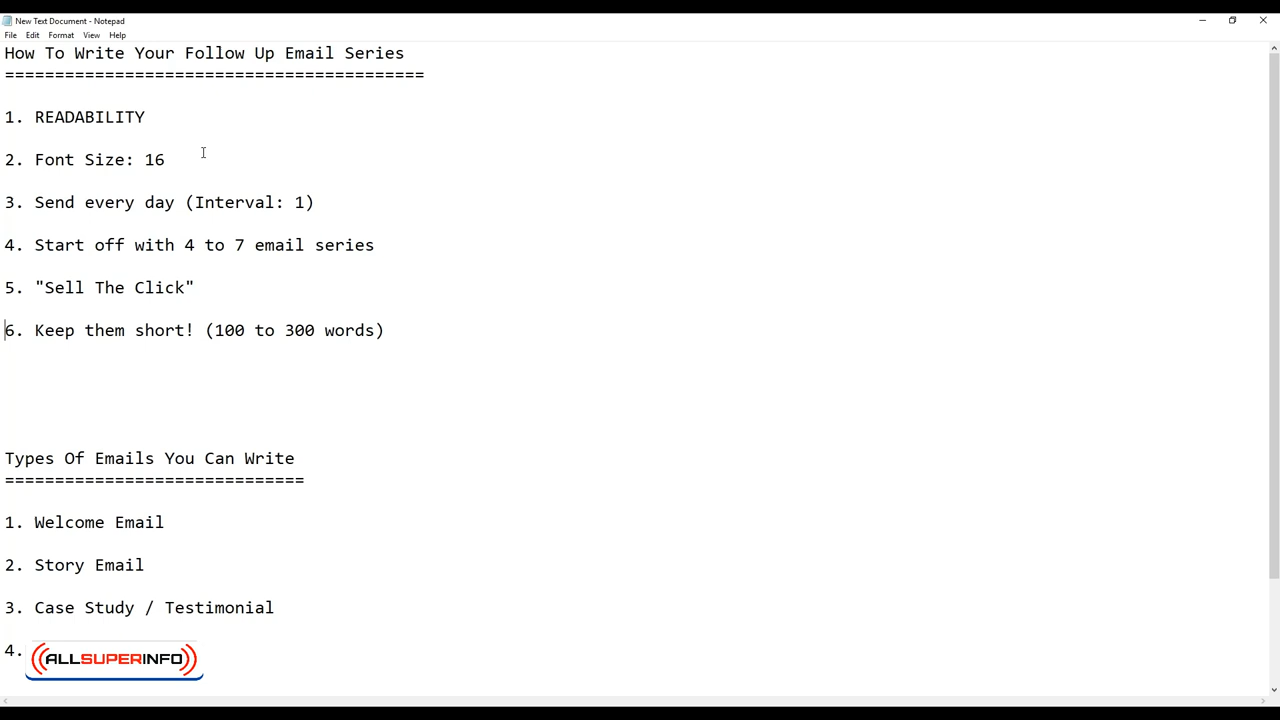 New Text Document - Notepad
File Edit Format View Help
How To Write Your Follow Up Email Series
==========================================
1. READABILITY
2. Font Size: 16
3. Send every day (Interval: 1)
4. Start off with 4 to 7 email series
5. "Sell The Click"
6. Keep them short! (100 to 300 words)
Types Of Emails You Can Write
==============================
1. Welcome Email
2. Story Email
3. Case Study / Testimonial
4.
ALLSUPERINFO